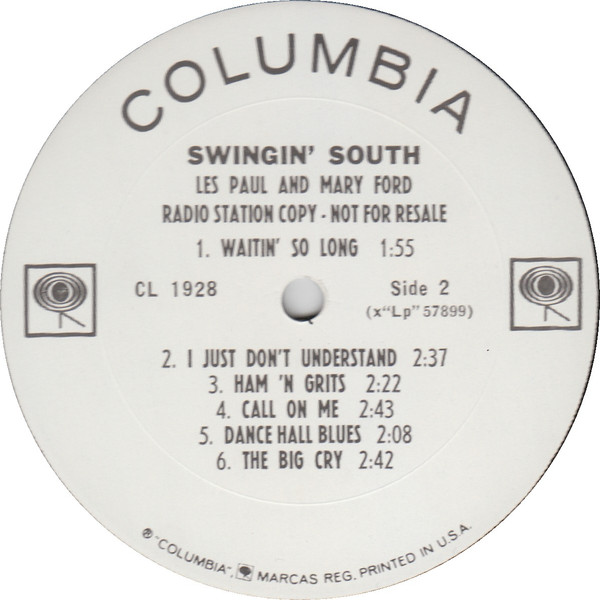 COLUMBIA
SWINGIN' SOUTH
LES PAUL AND MARY FORD
RADIO STATION COPY - NOT FOR RESALE
1. WAITIN' SO LONG 1:55
CL 1928 Side 2
(x"Lp" 57899)
2. I JUST DON'T UNDERSTAND 2:37
3. HAM 'N GRITS 2:22
4. CALL ON ME 2:43
5. DANCE HALL BLUES 2:08
6. THE BIG CRY 2:42
® "COLUMBIA", MARCAS REG. PRINTED IN U.S.A.